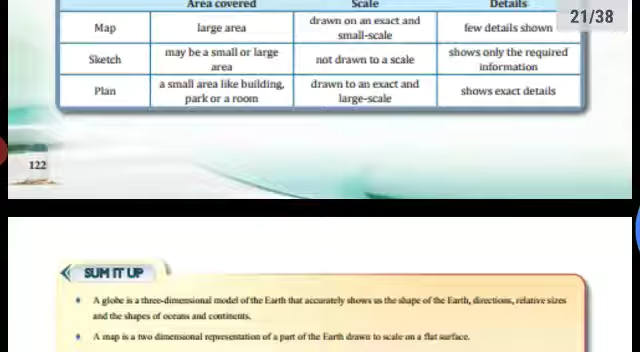 Area covered Scale Details
21/38
Map large area drawn on an exact and small-scale few details shown
Sketch may be a small or large area not drawn to a scale shows only the required information
Plan a small area like building, park or a room drawn to an exact and large-scale shows exact details
122
SUM IT UP
A globe is a three-dimensional model of the Earth that accurately shows us the shape of the Earth, directions, relative sizes
and the shapes of oceans and continents.
A map is a two dimensional representation of a part of the Earth drawn to scale on a flat surface.